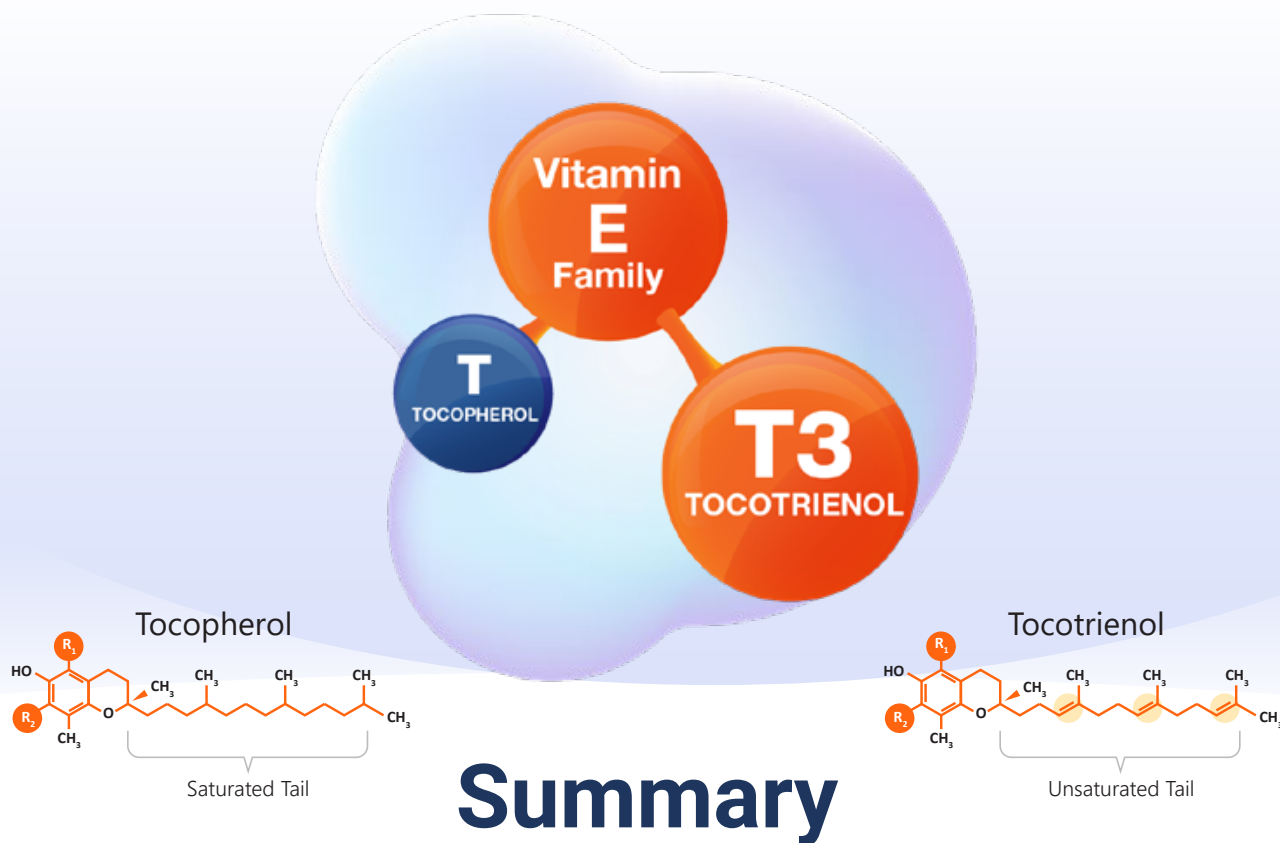 Vitamin
E
Family
T
TOCOPHEROL
T3
TOCOTRIENOL
Tocopherol
R₁
HO
CH₃
CH₃
CH₃
CH₃
R₂
O
CH₃
CH₃
Saturated Tail
Tocotrienol
R₁
HO
CH₃
CH₃
CH₃
CH₃
R₂
O
CH₃
CH₃
Unsaturated Tail
Summary